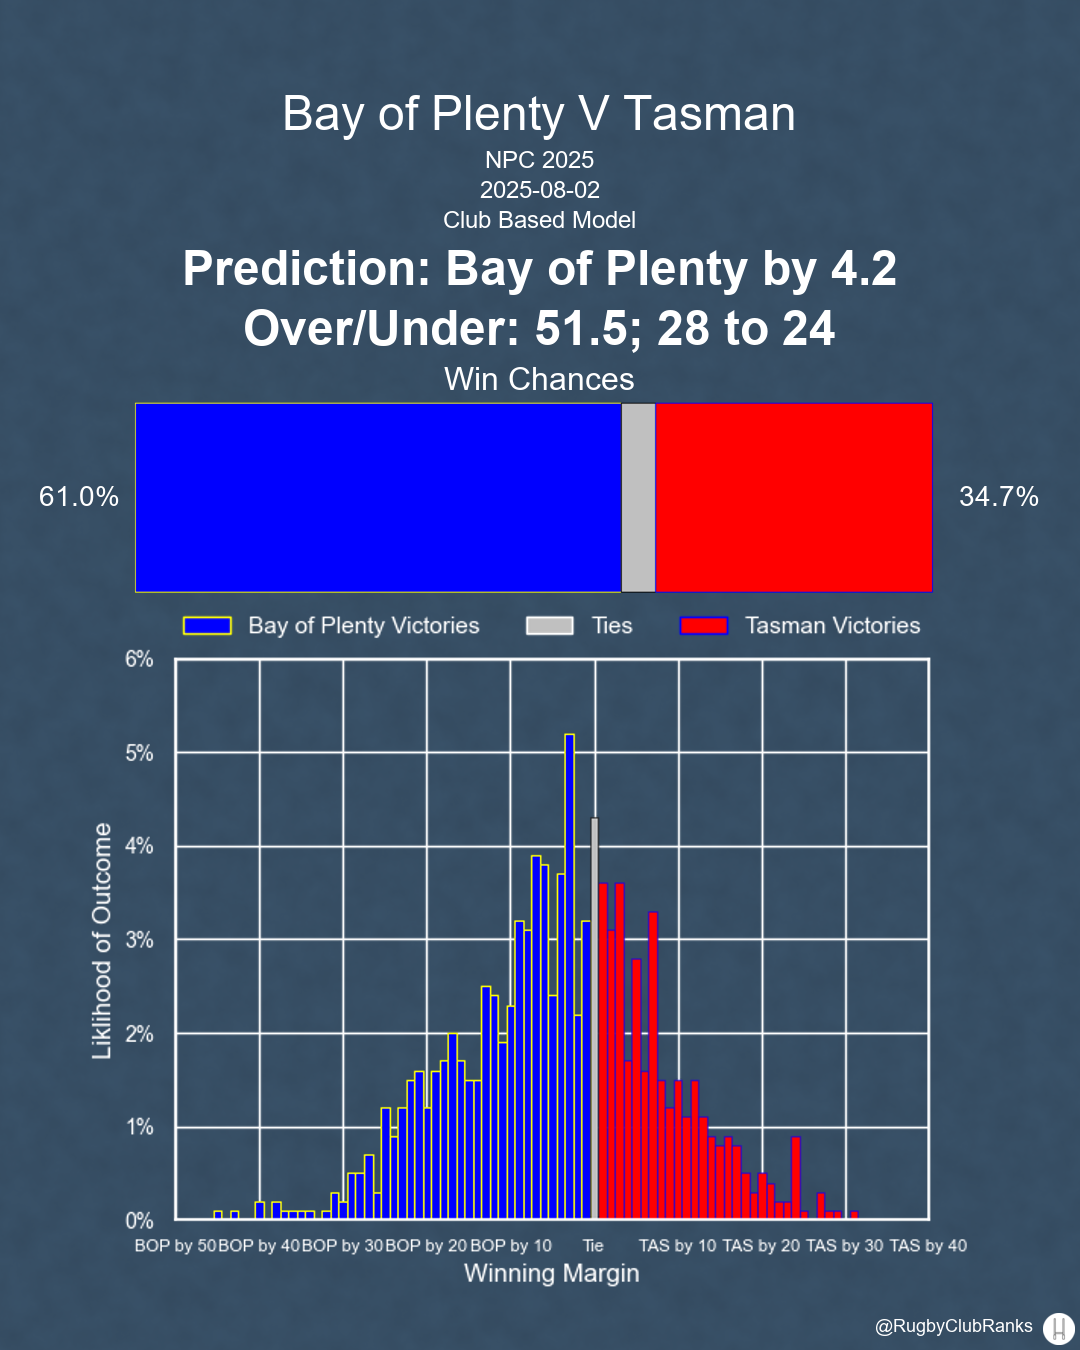 Bay of Plenty V Tasman
NPC 2025
2025-08-02
Club Based Model
Prediction: Bay of Plenty by 4.2
Over/Under: 51.5; 28 to 24
Win Chances
61.0%
34.7%
Bay of Plenty Victories
Ties
Tasman Victories
6%
5%
4%
3%
2%
1%
0%
Liklihood of Outcome
BOP by 50
BOP by 40
BOP by 30
BOP by 20
BOP by 10
Tie
TAS by 10
TAS by 20
TAS by 30
TAS by 40
Winning Margin
@RugbyClubRanks